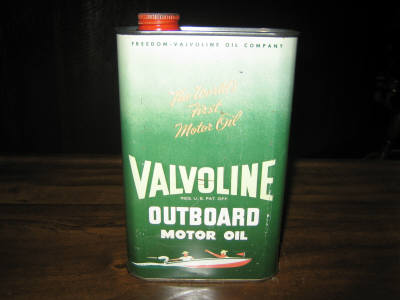 FREEDOM-VALVOLINE OIL COMPANY
The World's
First
Motor Oil
VALVOLINE
REG. U.S. PAT. OFF.
OUTBOARD
MOTOR OIL